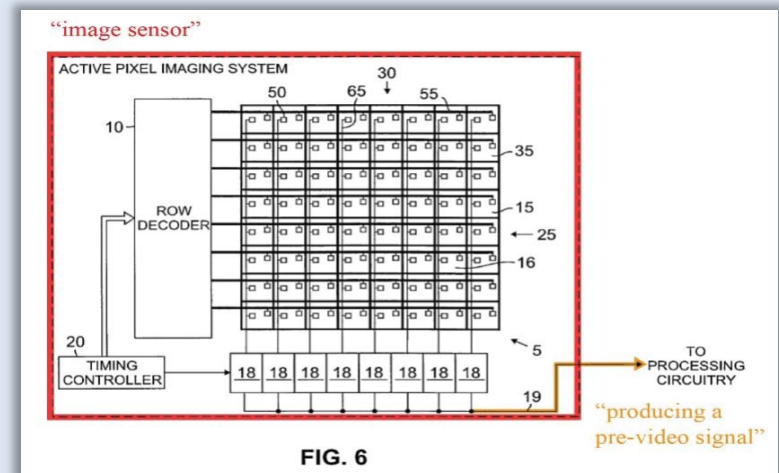 “image sensor”
ACTIVE PIXEL IMAGING SYSTEM
30
50
65
55
10
35
15
ROW
DECODER
25
16
20
5
TIMING
CONTROLLER
18 18 18 18 18 18 18 18
19
TO
PROCESSING
CIRCUITRY
“producing a
pre-video signal”
FIG. 6